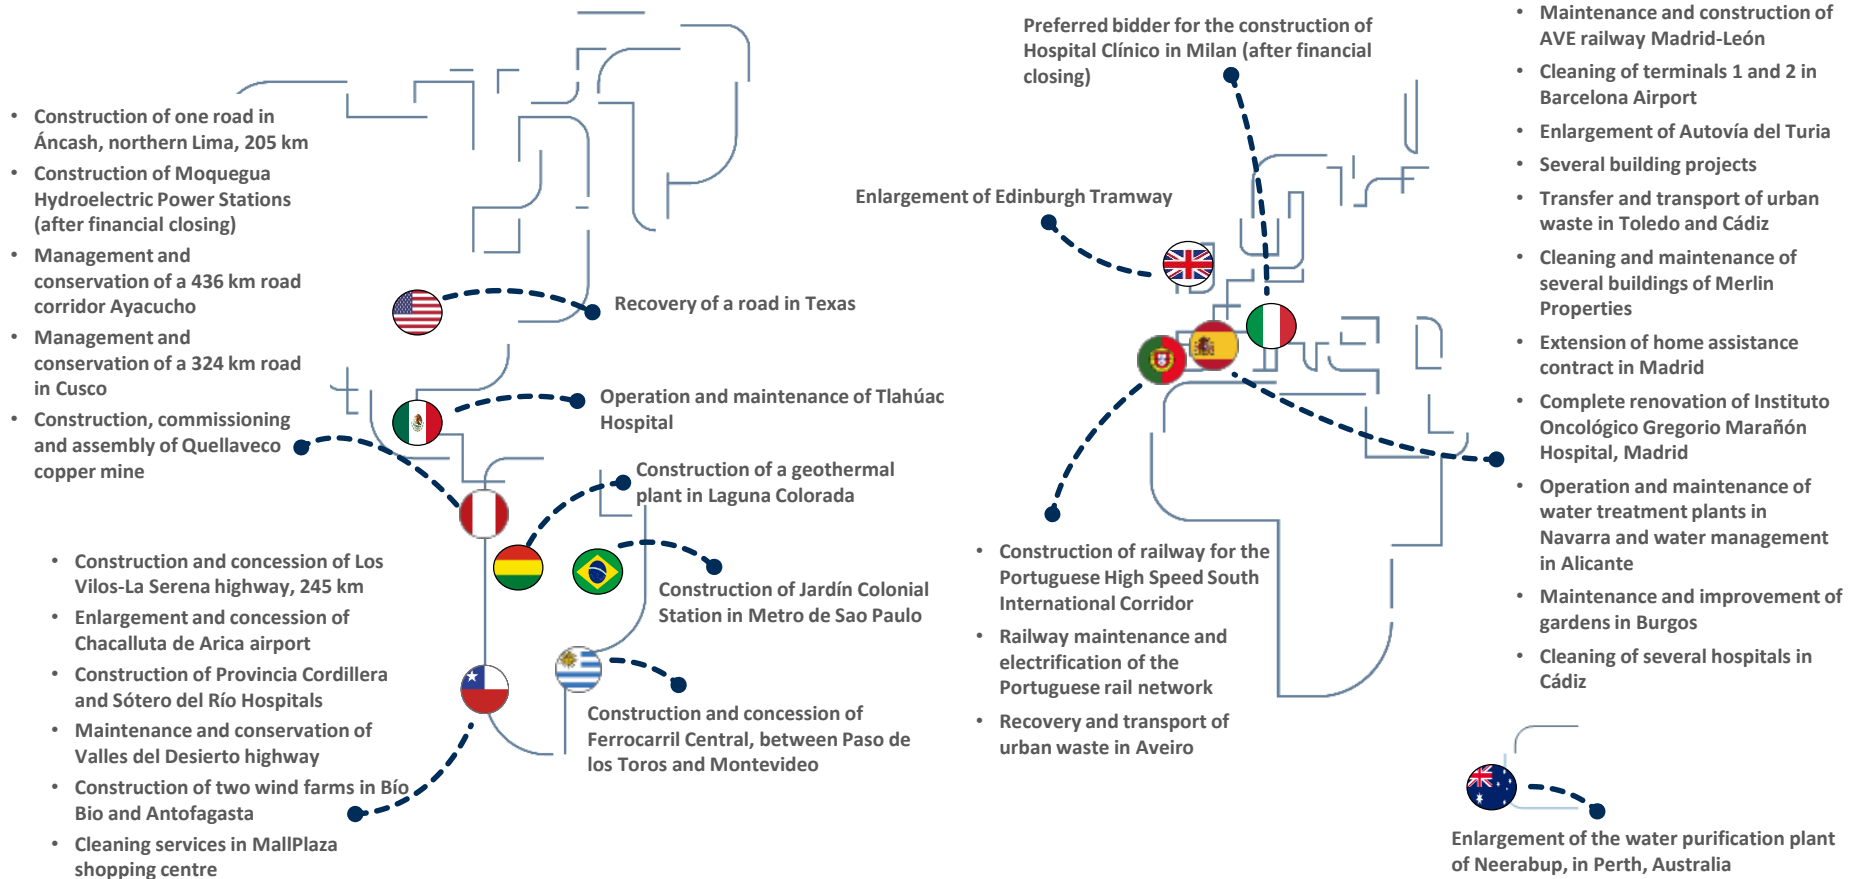 • Construction of one road in
Áncash, northern Lima, 205 km
• Construction of Moquegua
Hydroelectric Power Stations
(after financial closing)
• Management and
conservation of a 436 km road
corridor Ayacucho
• Management and
conservation of a 324 km road
in Cusco
• Construction, commissioning
and assembly of Quellaveco
copper mine
Recovery of a road in Texas
Operation and maintenance of Tlahúac
Hospital
Construction of a geothermal
plant in Laguna Colorada
Construction of Jardín Colonial
Station in Metro de Sao Paulo
Construction and concession of
Ferrocarril Central, between Paso de
los Toros and Montevideo
• Construction and concession of Los
Vilos-La Serena highway, 245 km
• Enlargement and concession of
Chacalluta de Arica airport
• Construction of Provincia Cordillera
and Sótero del Río Hospitals
• Maintenance and conservation of
Valles del Desierto highway
• Construction of two wind farms in Bío
Bio and Antofagasta
• Cleaning services in MallPlaza
shopping centre
Preferred bidder for the construction of
Hospital Clínico in Milan (after financial
closing)
Enlargement of Edinburgh Tramway
• Construction of railway for the
Portuguese High Speed South
International Corridor
• Railway maintenance and
electrification of the
Portuguese rail network
• Recovery and transport of
urban waste in Aveiro
• Maintenance and construction of
AVE railway Madrid-León
• Cleaning of terminals 1 and 2 in
Barcelona Airport
• Enlargement of Autovía del Turia
• Several building projects
• Transfer and transport of urban
waste in Toledo and Cádiz
• Cleaning and maintenance of
several buildings of Merlin
Properties
• Extension of home assistance
contract in Madrid
• Complete renovation of Instituto
Oncológico Gregorio Marañón
Hospital, Madrid
• Operation and maintenance of
water treatment plants in
Navarra and water management
in Alicante
• Maintenance and improvement of
gardens in Burgos
• Cleaning of several hospitals in
Cádiz
Enlargement of the water purification plant
of Neerabup, in Perth, Australia